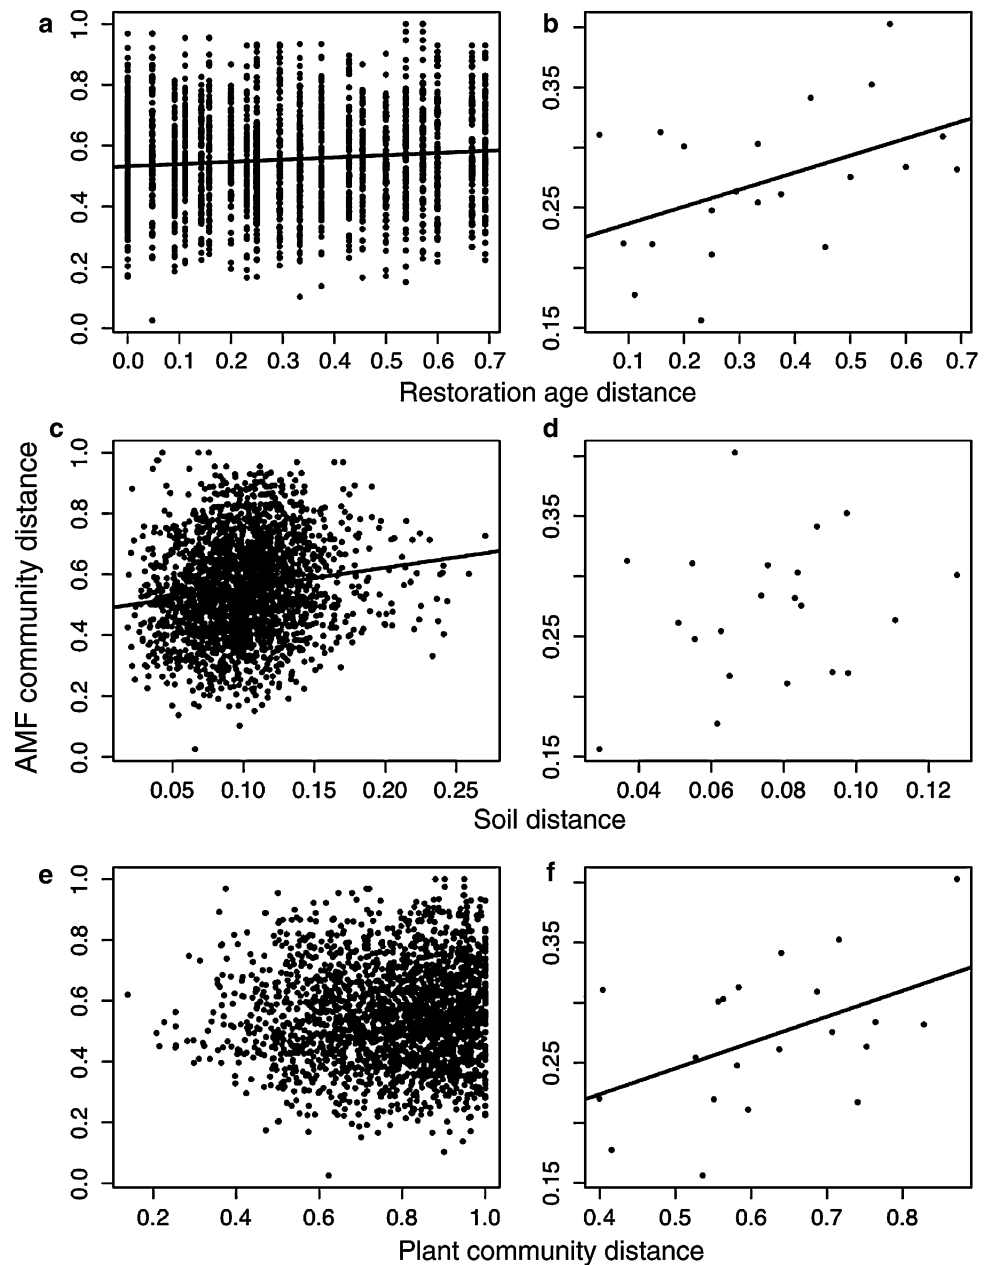 a
b
1.0
0.8
0.6
0.4
0.2
0.0
0.35
0.25
0.15
0.0 0.1 0.2 0.3 0.4 0.5 0.6 0.7
0.1 0.2 0.3 0.4 0.5 0.6 0.7
Restoration age distance
c
d
AMF community distance
1.0
0.8
0.6
0.4
0.2
0.0
0.35
0.25
0.15
0.05 0.10 0.15 0.20 0.25
0.04 0.06 0.08 0.10 0.12
Soil distance
e
f
1.0
0.8
0.6
0.4
0.2
0.0
0.35
0.25
0.15
0.2 0.4 0.6 0.8 1.0
0.4 0.5 0.6 0.7 0.8
Plant community distance